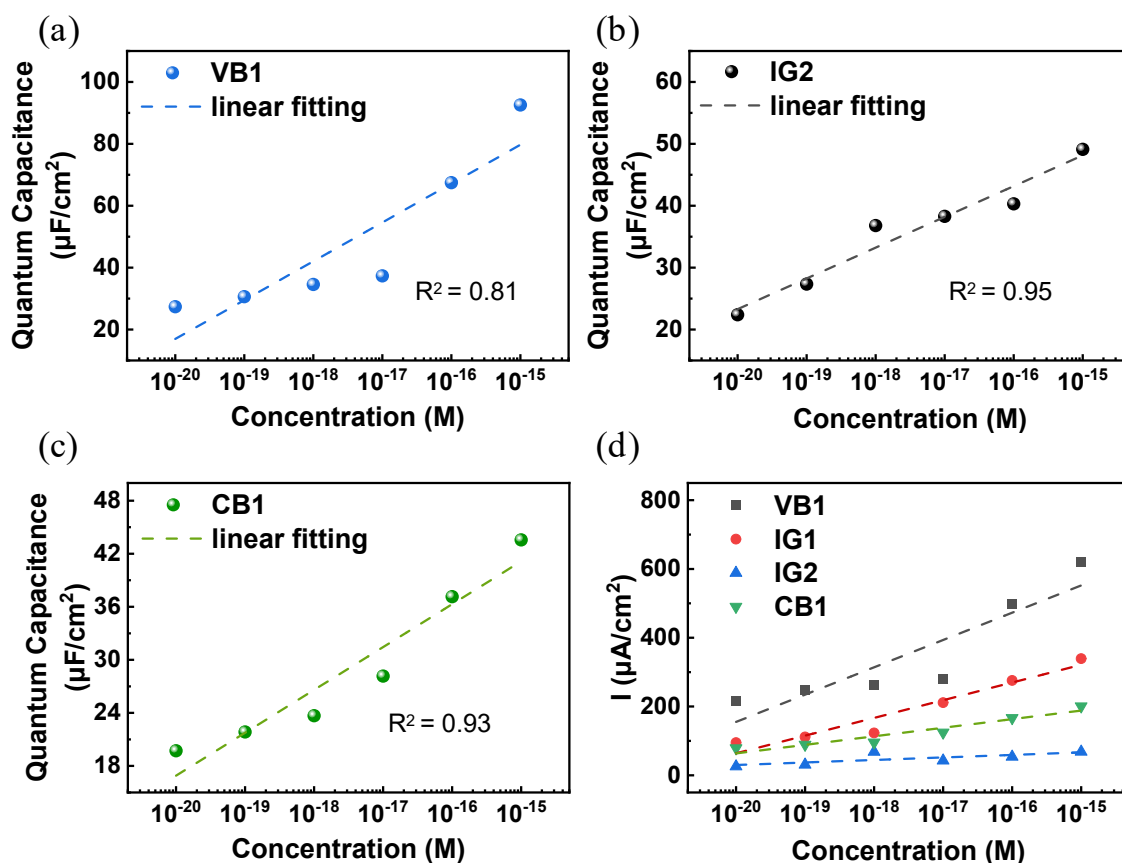 (a)
VB1
linear fitting
R² = 0.81
100
80
60
40
20
Quantum Capacitance
(µF/cm²)
10⁻²⁰ 10⁻¹⁹ 10⁻¹⁸ 10⁻¹⁷ 10⁻¹⁶ 10⁻¹⁵
Concentration (M)
(b)
IG2
linear fitting
R² = 0.95
60
50
40
30
20
Quantum Capacitance
(µF/cm²)
10⁻²⁰ 10⁻¹⁹ 10⁻¹⁸ 10⁻¹⁷ 10⁻¹⁶ 10⁻¹⁵
Concentration (M)
(c)
CB1
linear fitting
R² = 0.93
48
42
36
30
24
18
Quantum Capacitance
(µF/cm²)
10⁻²⁰ 10⁻¹⁹ 10⁻¹⁸ 10⁻¹⁷ 10⁻¹⁶ 10⁻¹⁵
Concentration (M)
(d)
VB1
IG1
IG2
CB1
800
600
400
200
0
I (µA/cm²)
10⁻²⁰ 10⁻¹⁹ 10⁻¹⁸ 10⁻¹⁷ 10⁻¹⁶ 10⁻¹⁵
Concentration (M)